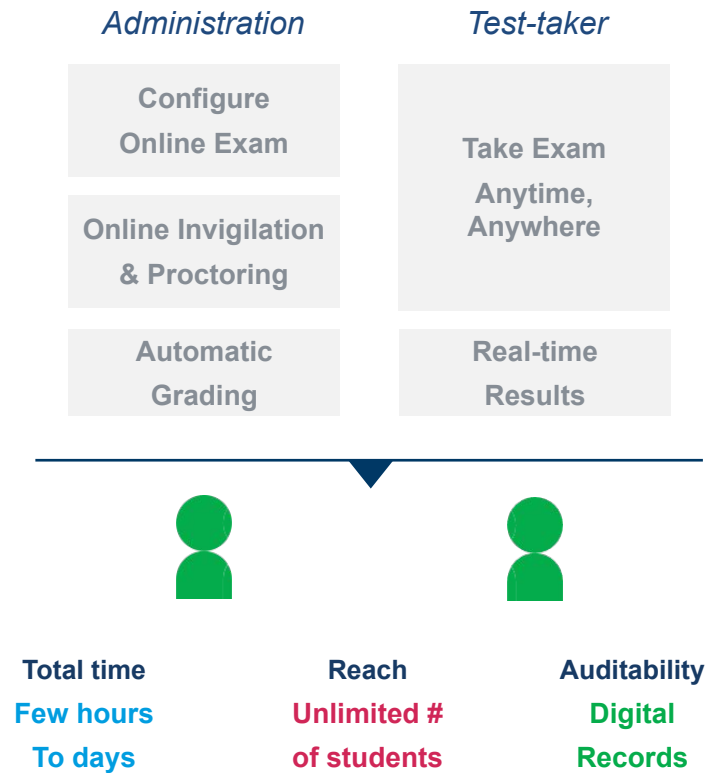 Administration
Test-taker
Configure
Online Exam
Online Invigilation
& Proctoring
Automatic
Grading
Take Exam
Anytime,
Anywhere
Real-time
Results
Total time
Few hours
To days
Reach
Unlimited #
of students
Auditability
Digital
Records